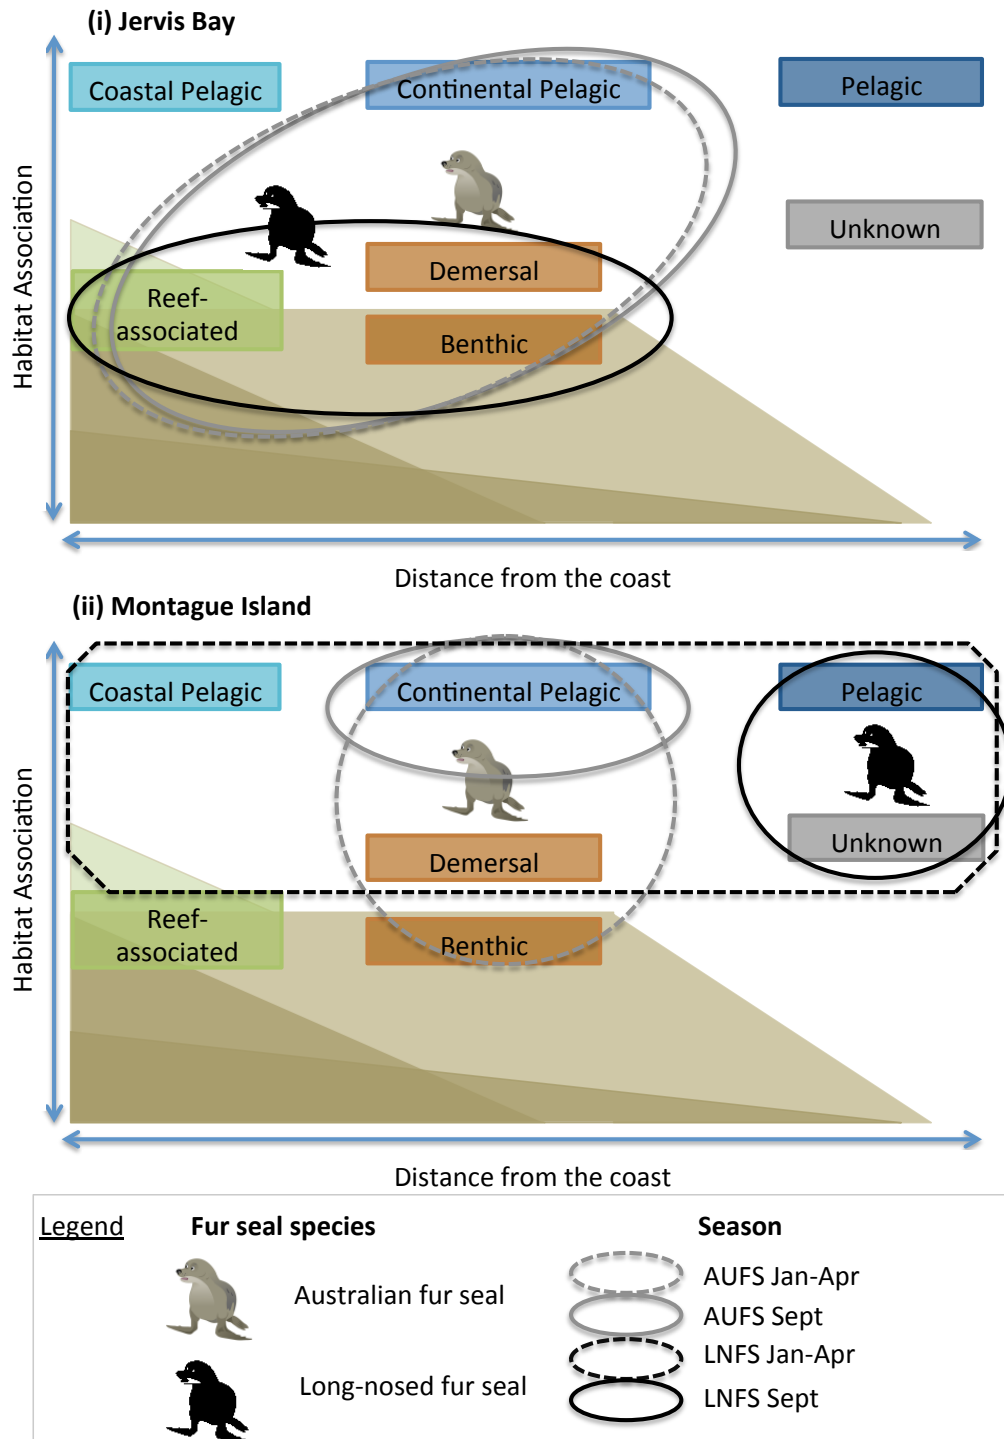 (i) Jervis Bay
Coastal Pelagic
Continental Pelagic
Pelagic
Unknown
Demersal
Reef-
associated
Benthic
Habitat Association
Distance from the coast
(ii) Montague Island
Coastal Pelagic
Continental Pelagic
Pelagic
Demersal
Unknown
Reef-
associated
Benthic
Habitat Association
Distance from the coast
Legend
Fur seal species
Australian fur seal
Long-nosed fur seal
Season
AUFS Jan-Apr
AUFS Sept
LNFS Jan-Apr
LNFS Sept